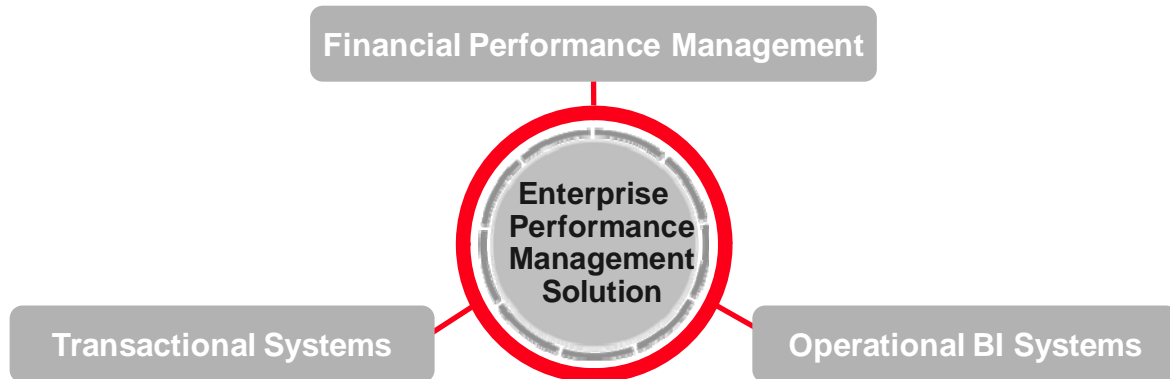 Financial Performance Management
Enterprise
Performance
Management
Solution
Transactional Systems
Operational BI Systems